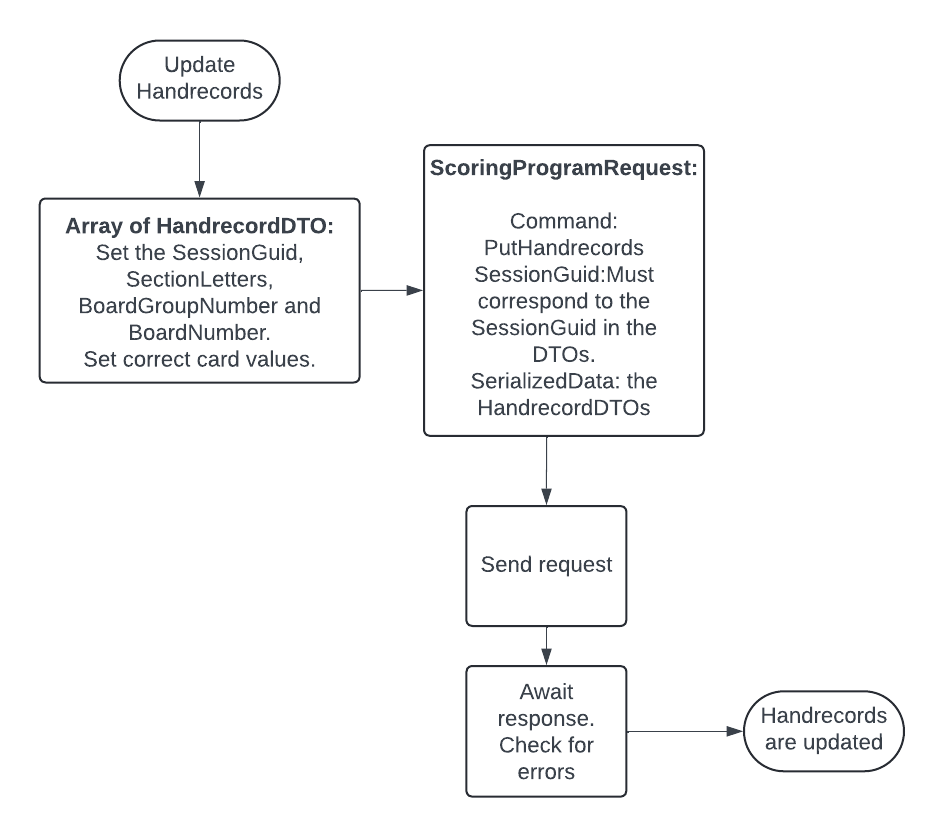 Update
Handrecords
Array of HandrecordDTO:
Set the SessionGuid,
SectionLetters,
BoardGroupNumber and
BoardNumber.
Set correct card values.
ScoringProgramRequest:
Command:
PutHandrecords
SessionGuid:Must
correspond to the
SessionGuid in the
DTOs.
SerializedData: the
HandrecordDTOs
Send request
Await
response.
Check for
errors
Handrecords
are updated